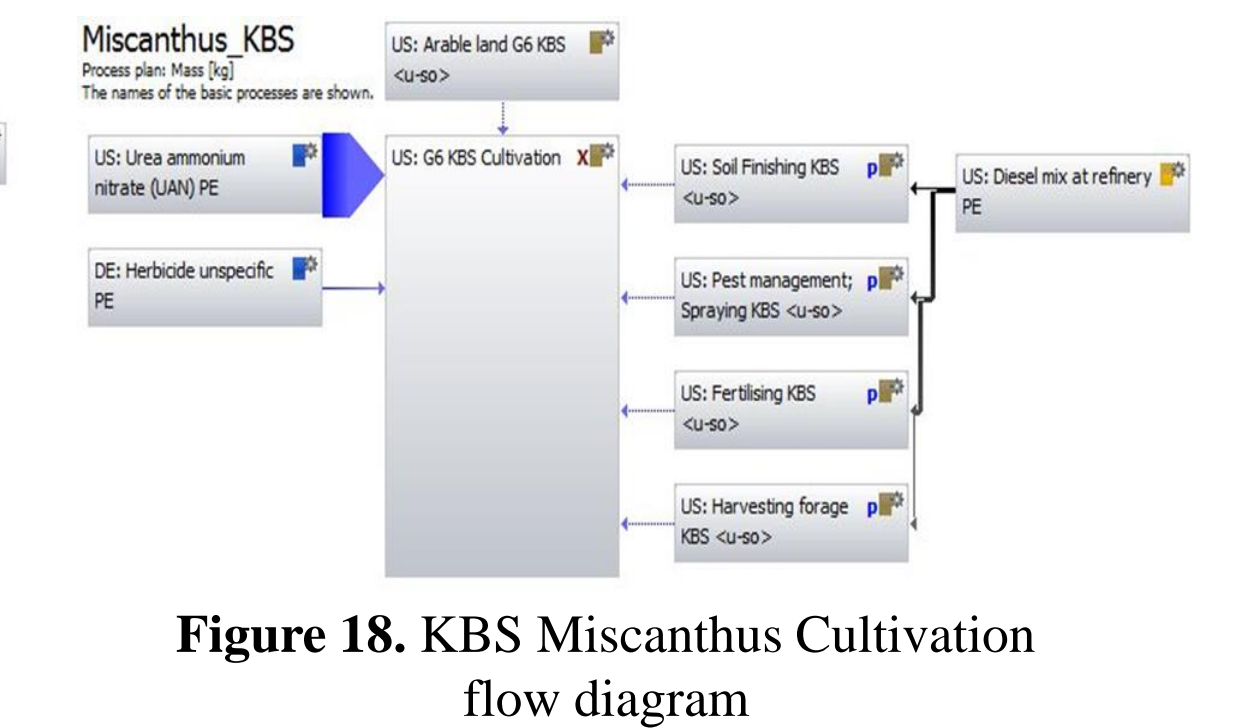 Miscanthus_KBS
Process plan: Mass [kg]
The names of the basic processes are shown.
US: Arable land G6 KBS
<u-so>
US: Urea ammonium
nitrate (UAN) PE
DE: Herbicide unspecific
PE
US: G6 KBS Cultivation X
US: Soil Finishing KBS p
<u-so>
US: Pest management; p
Spraying KBS <u-so>
US: Fertilising KBS p
<u-so>
US: Harvesting forage p
KBS <u-so>
US: Diesel mix at refinery
PE
Figure 18. KBS Miscanthus Cultivation
flow diagram